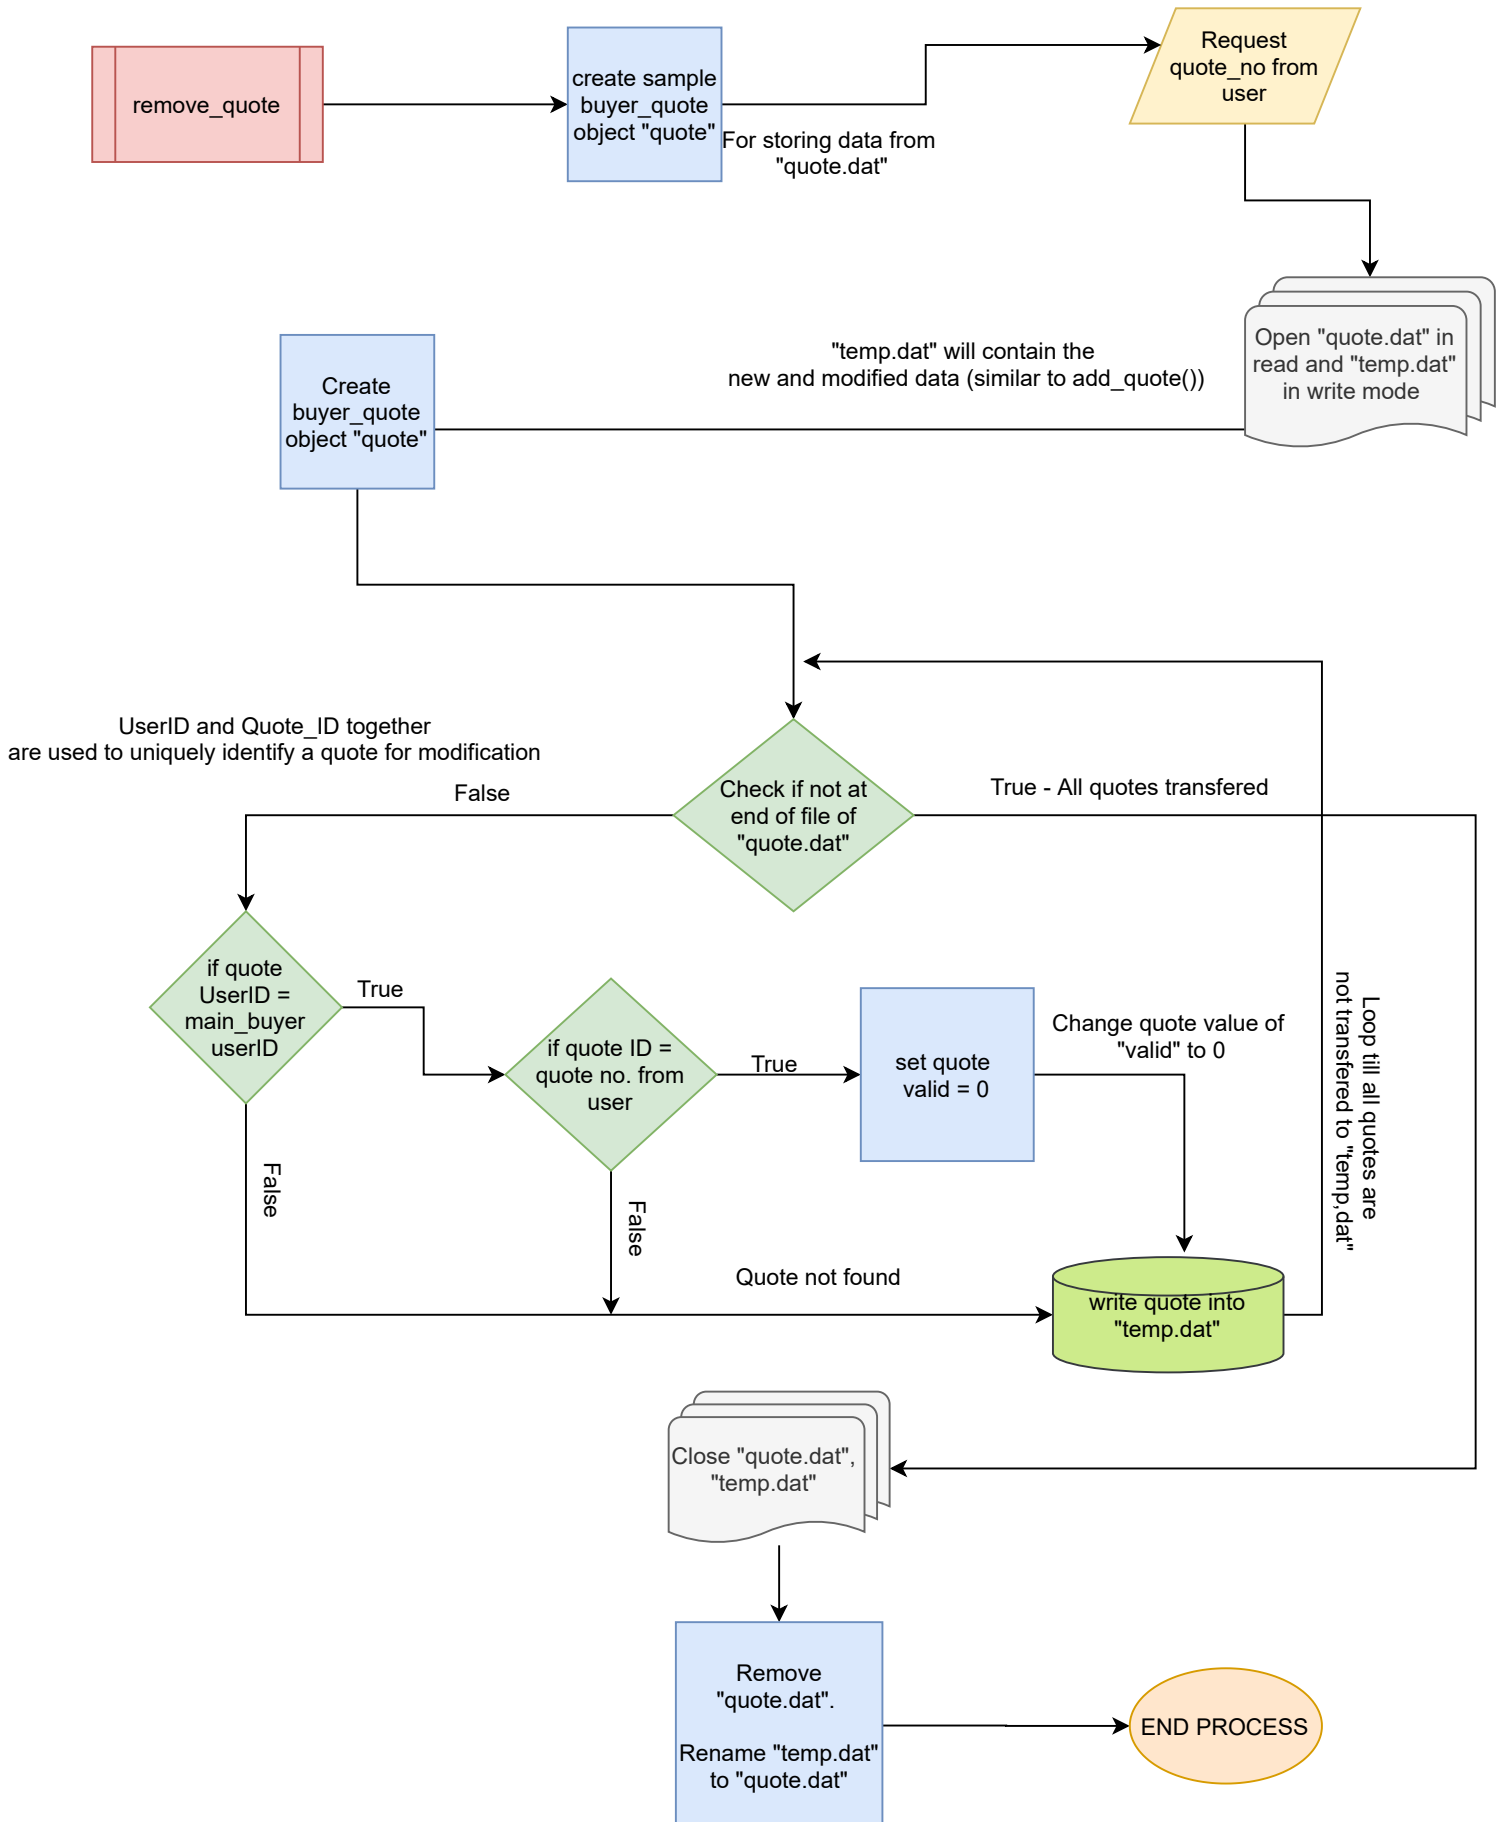 remove_quote
create sample
buyer_quote
object "quote"
For storing data from
"quote.dat"
Request
quote_no from
user
Open "quote.dat" in
read and "temp.dat"
in write mode
"temp.dat" will contain the
new and modified data (similar to add_quote())
Create
buyer_quote
object "quote"
UserID and Quote_ID together
are used to uniquely identify a quote for modification
False
Check if not at
end of file of
"quote.dat"
True - All quotes transfered
if quote
UserID =
main_buyer
userID
True
if quote ID =
quote no. from
user
True
set quote
valid = 0
Change quote value of
"valid" to 0
Loop till all quotes are
not transfered to "temp,dat"
False
False
Quote not found
write quote into
"temp.dat"
Close "quote.dat",
"temp.dat"
Remove
"quote.dat".
Rename "temp.dat"
to "quote.dat"
END PROCESS